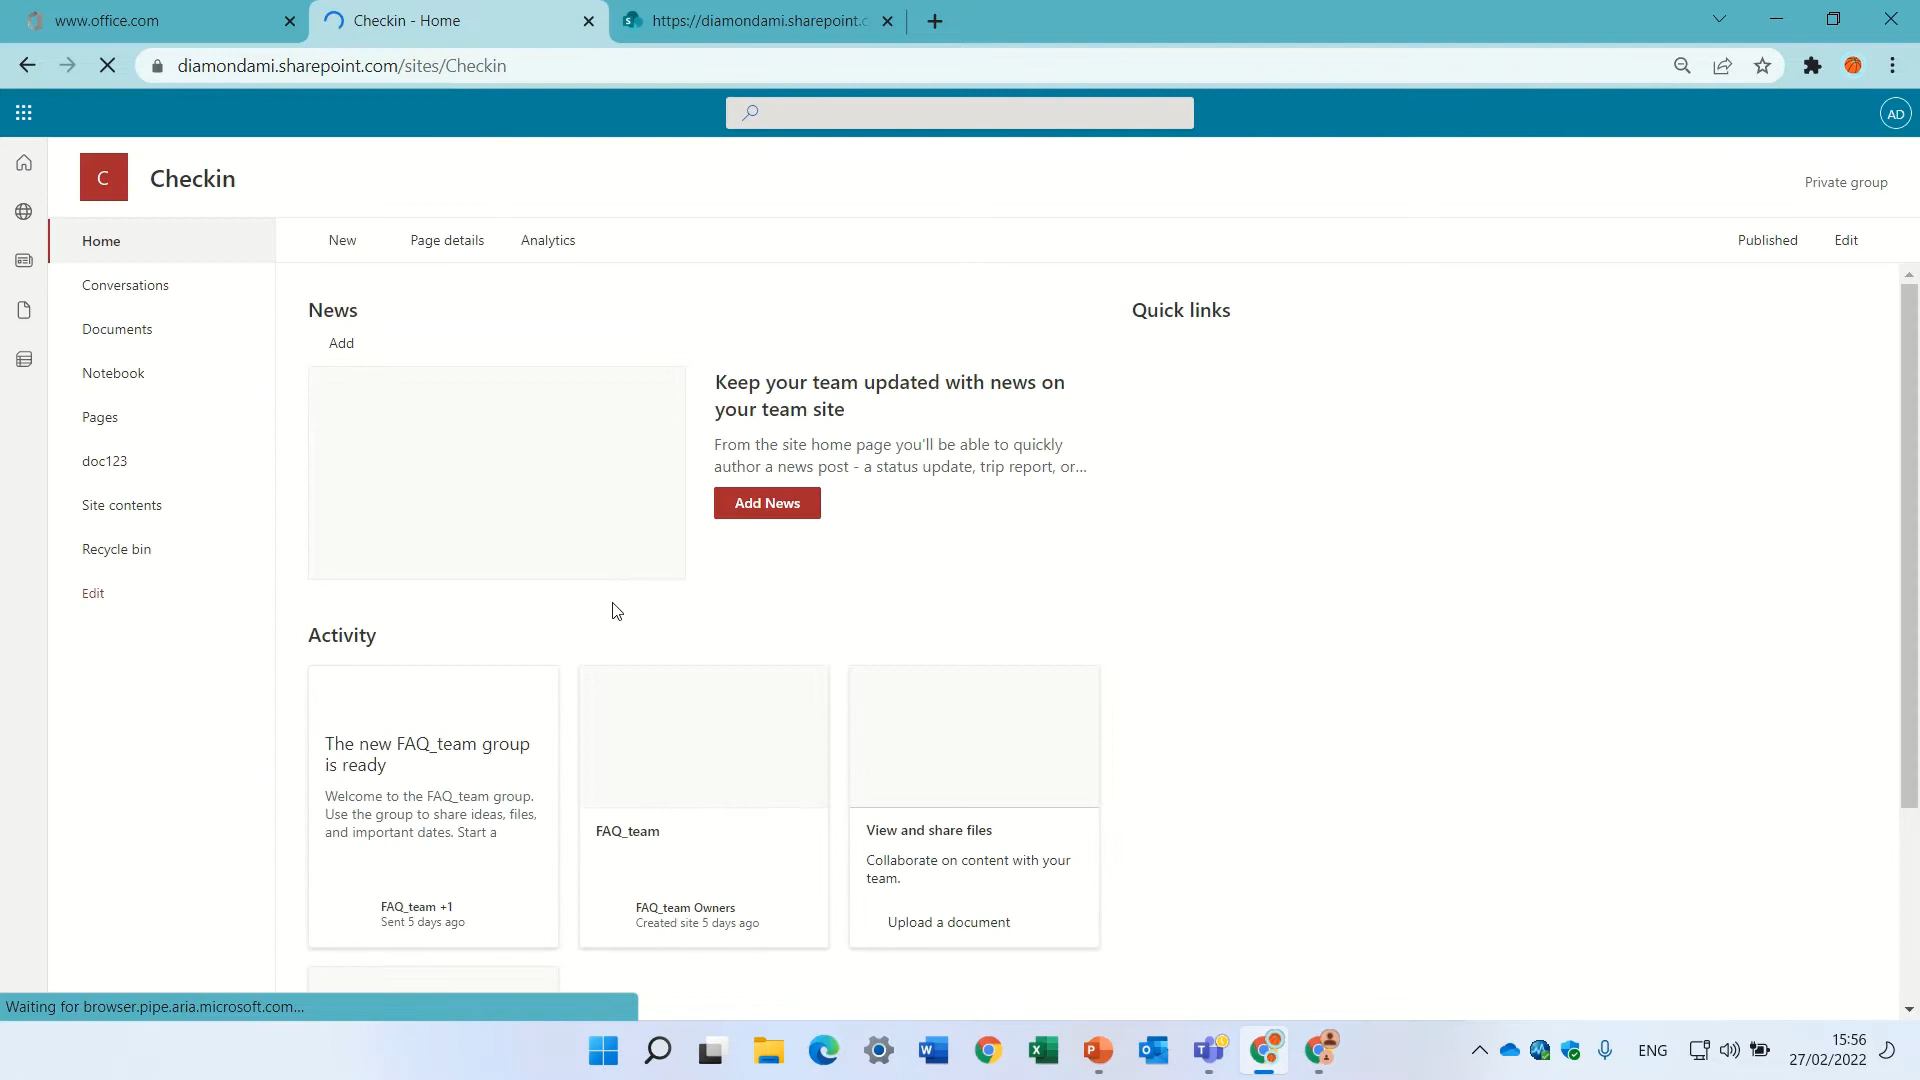 www.office.com
Checkin - Home
https://diamondami.sharepoint.c
diamondami.sharepoint.com/sites/Checkin
AD
C
Checkin
Private group
Home
New
Page details
Analytics
Published
Edit
Conversations
Documents
Notebook
Pages
doc123
Site contents
Recycle bin
Edit
News
Add
Keep your team updated with news on
your team site
From the site home page you'll be able to quickly
author a news post - a status update, trip report, or...
Add News
Quick links
Activity
The new FAQ_team group
is ready
Welcome to the FAQ_team group.
Use the group to share ideas, files,
and important dates. Start a
FAQ_team +1
Sent 5 days ago
FAQ_team
FAQ_team Owners
Created site 5 days ago
View and share files
Collaborate on content with your
team.
Upload a document
Waiting for browser.pipe.aria.microsoft.com...
ENG
15:56
27/02/2022